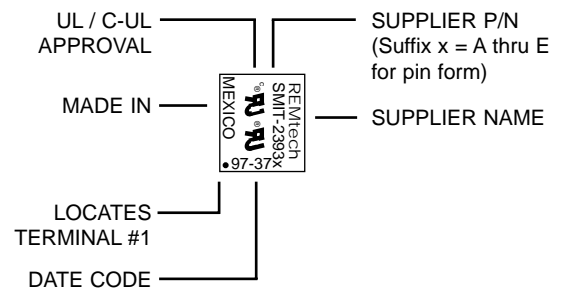 UL / C-UL
APPROVAL
SUPPLIER P/N
(Suffix x = A thru E
for pin form)
MADE IN
SUPPLIER NAME
REMtech
SMIT-2393x
c ® ®
MEXICO
•97-37
LOCATES
TERMINAL #1
DATE CODE